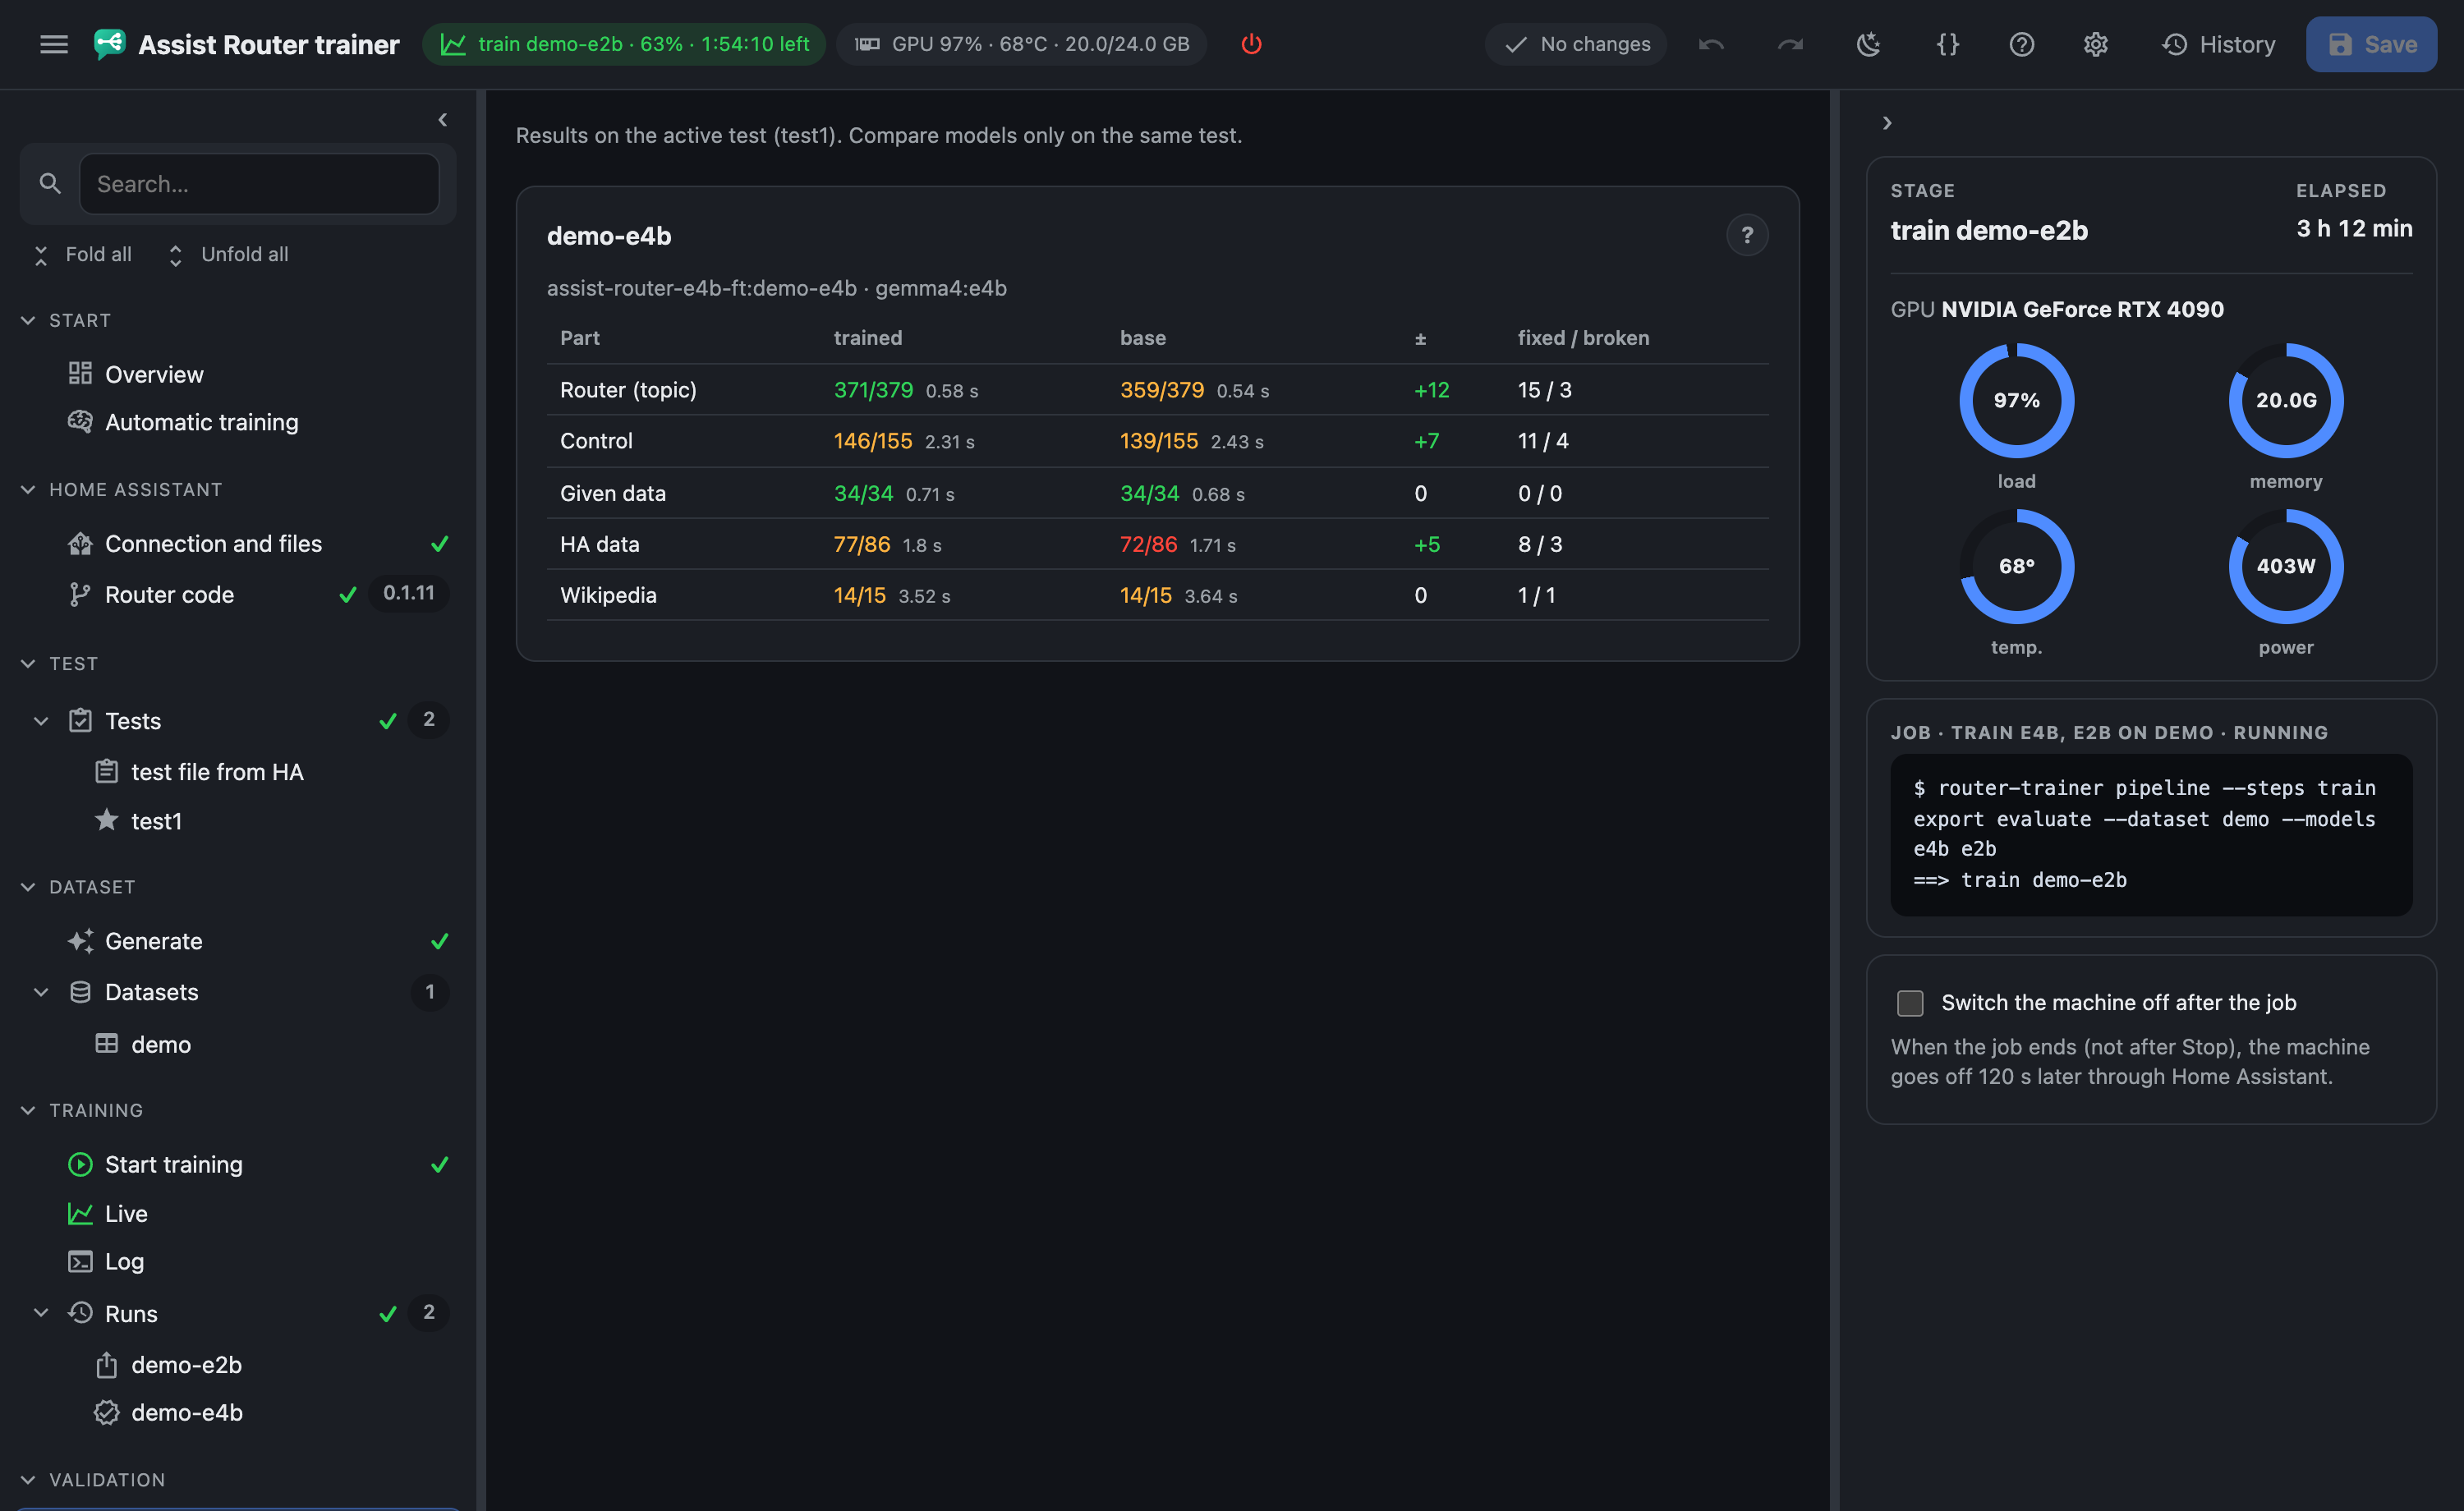 Assist Router trainer
train demo-e2b · 63% · 1:54:10 left
GPU 97% · 68°C · 20.0/24.0 GB
No changes
History
Save
Search...
Fold all
Unfold all
START
Overview
Automatic training
HOME ASSISTANT
Connection and files
Router code 0.1.11
TEST
Tests 2
test file from HA
test1
DATASET
Generate
Datasets 1
demo
TRAINING
Start training
Live
Log
Runs 2
demo-e2b
demo-e4b
VALIDATION
Results on the active test (test1). Compare models only on the same test.
demo-e4b
?
assist-router-e4b-ft:demo-e4b · gemma4:e4b
Part trained base ± fixed / broken
Router (topic) 371/379 0.58 s 359/379 0.54 s +12 15 / 3
Control 146/155 2.31 s 139/155 2.43 s +7 11 / 4
Given data 34/34 0.71 s 34/34 0.68 s 0 0 / 0
HA data 77/86 1.8 s 72/86 1.71 s +5 8 / 3
Wikipedia 14/15 3.52 s 14/15 3.64 s 0 1 / 1
STAGE ELAPSED
train demo-e2b 3 h 12 min
GPU NVIDIA GeForce RTX 4090
97% 20.0G
load memory
68° 403W
temp. power
JOB · TRAIN E4B, E2B ON DEMO · RUNNING
$ router-trainer pipeline --steps train
export evaluate --dataset demo --models
e4b e2b
==> train demo-e2b
Switch the machine off after the job
When the job ends (not after Stop), the machine
goes off 120 s later through Home Assistant.